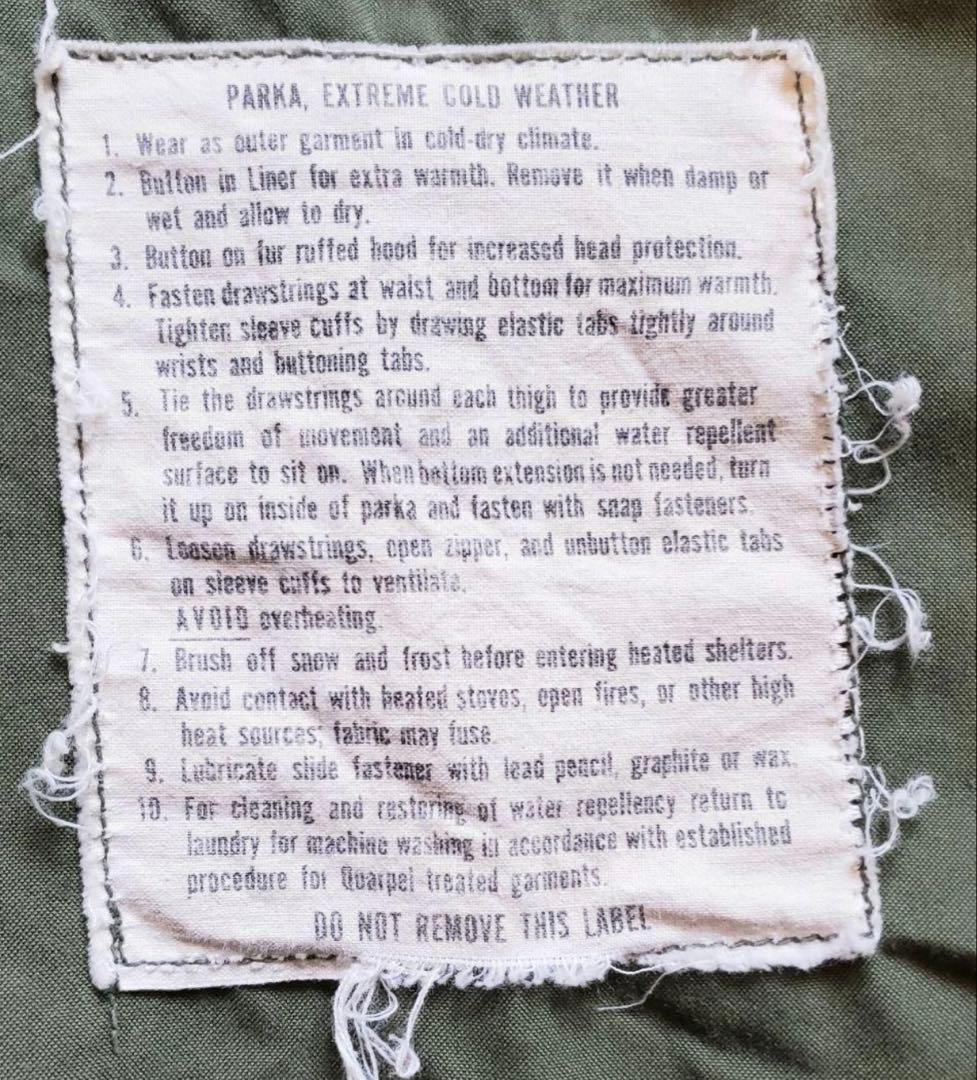 PARKA, EXTREME COLD WEATHER
1. Wear as outer garment in cold-dry climate.
2. Button in Liner for extra warmth. Remove it when damp or
wet and allow to dry.
3. Button on fur ruffed hood for increased head protection.
4. Fasten drawstrings at waist and bottom for maximum warmth.
Tighten sleeve cuffs by drawing elastic tabs tightly around
wrists and buttoning tabs.
5. Tie the drawstrings around each thigh to provide greater
freedom of movement and an additional water repellent
surface to sit on. When bottom extension is not needed, turn
it up on inside of parka and fasten with snap fasteners.
6. Loosen drawstrings, open zipper, and unbutton elastic tabs
on sleeve cuffs to ventilate.
AVOID overheating.
7. Brush off snow and frost before entering heated shelters.
8. Avoid contact with heated stoves, open fires, or other high
heat sources; fabric may fuse.
9. Lubricate slide fastener with lead pencil, graphite or wax.
10. For cleaning and restoring of water repellency return to
laundry for machine washing in accordance with established
procedure for Quarpel treated garments.
DO NOT REMOVE THIS LABEL